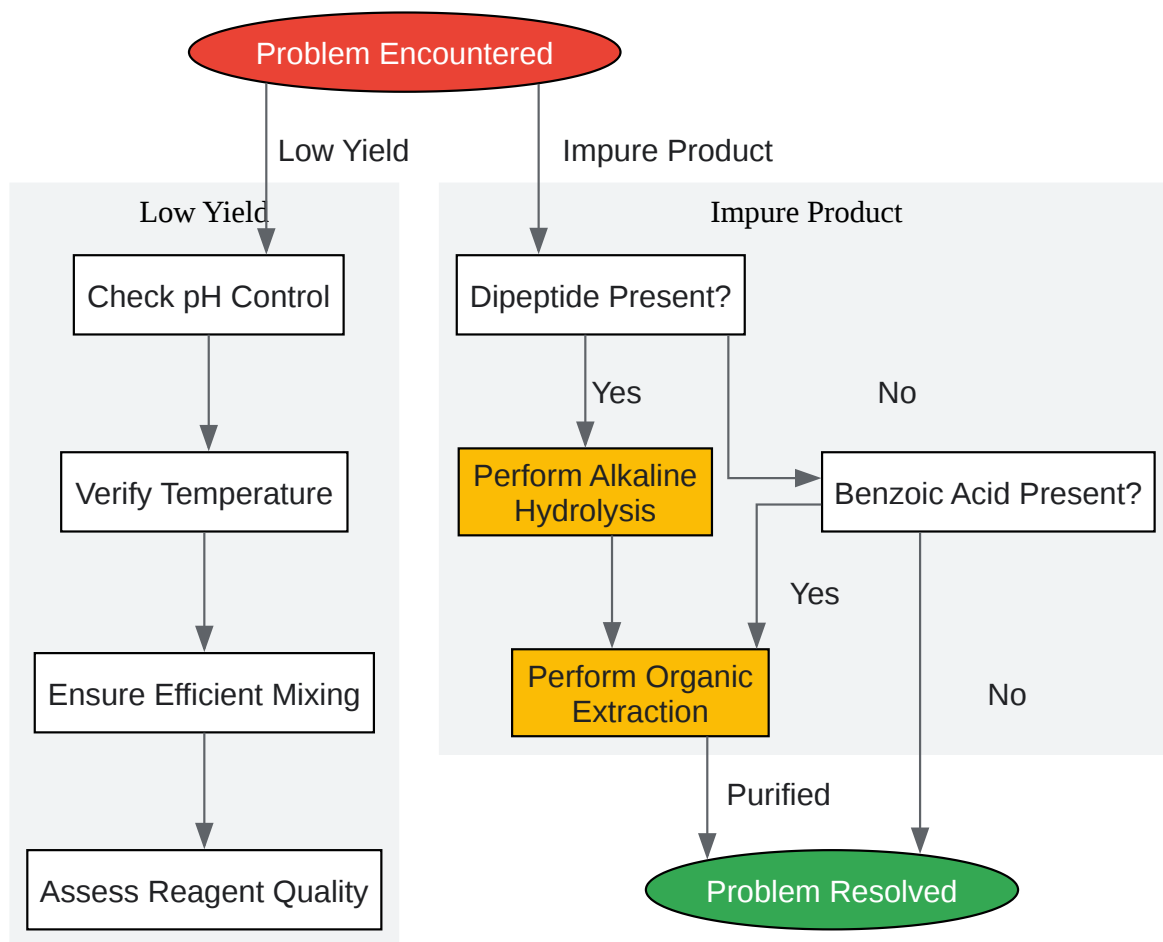 Problem Encountered
Low Yield
Impure Product
Low Yield
Impure Product
Check pH Control
Dipeptide Present?
Yes
No
Perform Alkaline
Hydrolysis
Verify Temperature
Benzoic Acid Present?
Yes
Ensure Efficient Mixing
Perform Organic
Extraction
No
Purified
Assess Reagent Quality
Problem Resolved